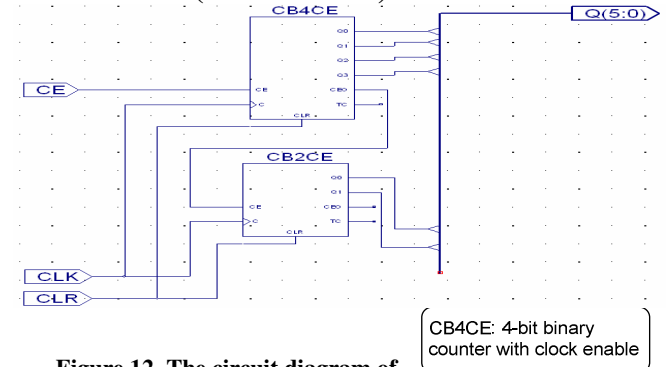 CB4CE
Q(5:0)
Q0
Q1
Q2
Q3
CE
CE
CEO
C
TC
CLR
CB2CE
Q0
Q1
CE
CEO
C
TC
CLR
CLK
CLR
CB4CE: 4-bit binary
counter with clock enable
Figure 12. The circuit diagram of